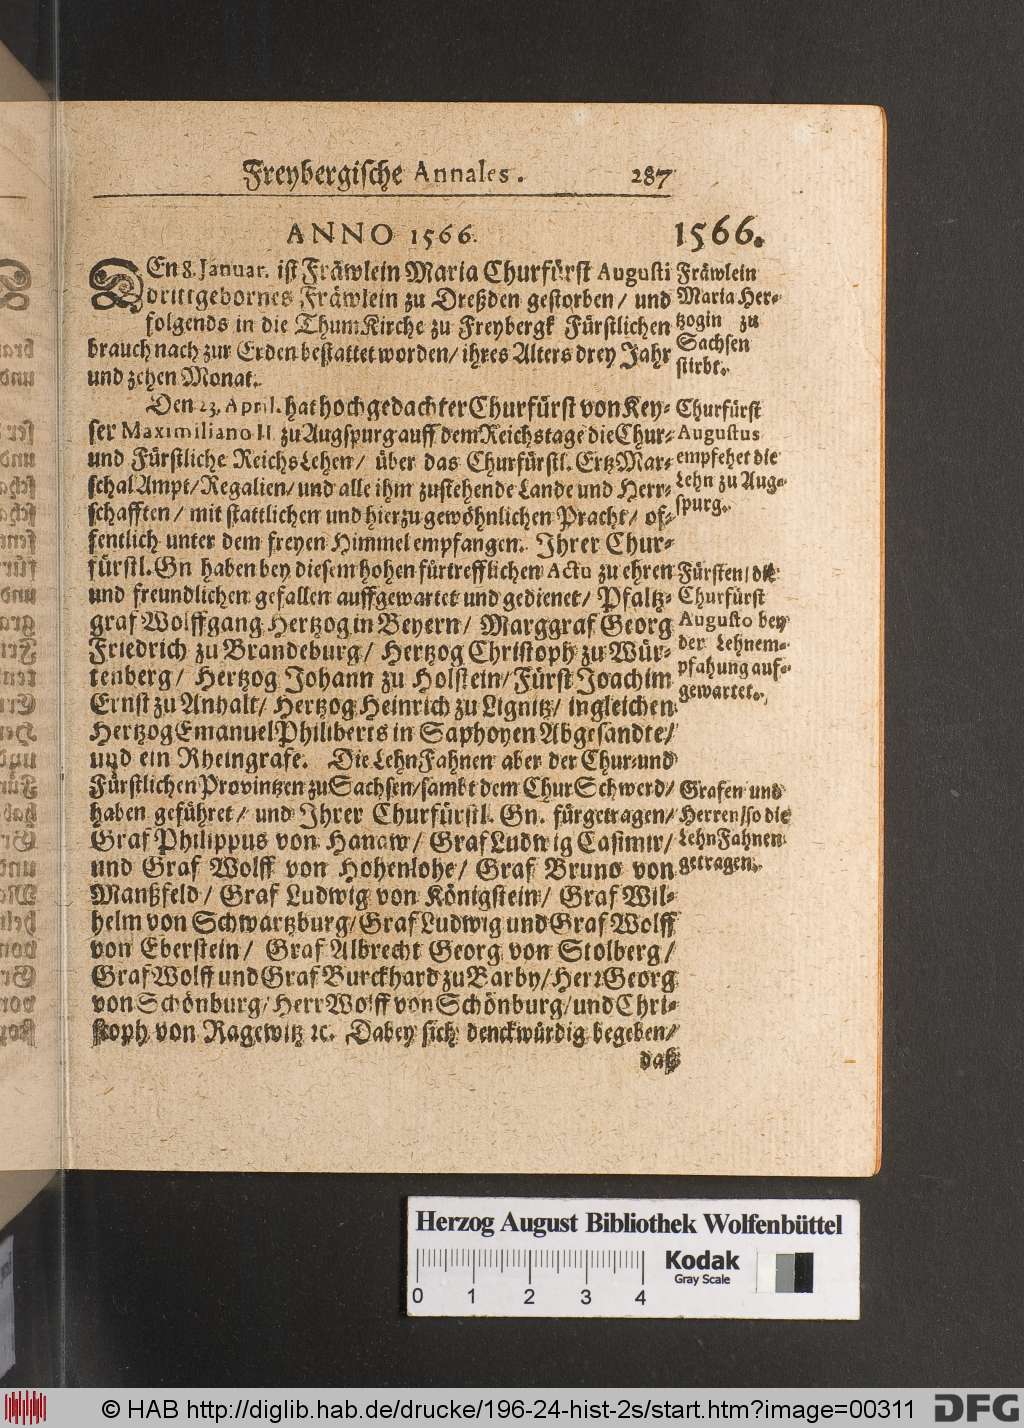 Freybergische Annales. 287
ANNO 1566.
DEn 8. Januar. ist Fräwlein Maria Churfürst Augusti
drittgebornes Fräwlein zu Dreßden gestorben / und
folgends in die ThumKirche zu Freybergk Fürstlichen
brauch nach zur Erden bestattet worden / ihres Alters drey Jahr
und zehen Monat.
Den 23. April. hat hochgedachter Churfürst von Key-
ser Maximiliano II. zu Augspurg auff dem Reichstage die Chur-
und Fürstliche ReichsLehen / über das Churfürstl. ErtzMar-
schal Ampt / Regalien / und alle ihm zustehende Lande und Herr-
schafften / mit stattlichen und hierzu gewöhnlichen Pracht / of-
fentlich unter dem freyen Himmel empfangen. Ihrer Chur-
fürstl. Gn haben bey diesem hohen fürtrefflichen Actu zu ehren
und freundlichen gefallen auffgewartet und gedienet / Pfaltz-
graf Wolffgang Hertzog in Beyern / Marggraf Georg
Friedrich zu Brandeburg / Hertzog Christoph zu Wür-
tenberg / Hertzog Johann zu Holstein / Fürst Joachim
Ernst zu Anhalt / Hertzog Heinrich zu Lignitz / ingleichen
Hertzog Emanuel Philiberts in Saphoyen Abgesandte /
und ein Rheingrafe. Die LehnFahnen aber der Chur-und
Fürstlichen Provintzen zu Sachsen / sambt dem ChurSchwerd /
haben geführet / und Ihrer Churfürstl. Gn. fürgetragen /
Graf Philippus von Hanaw / Graf Ludwig Casimir /
und Graf Wolff von Hohenlohe / Graf Bruno von
Manßfeld / Graf Ludwig von Königstein / Graf Wil-
helm von Schwartzburg / Graf Ludwig und Graf Wolff
von Eberstein / Graf Albrecht Georg von Stolberg /
Graf Wolff und Graf Burckhard zu Barby / Herr Georg
von Schönburg / Herr Wolff von Schönburg / und Chri-
stoph von Ragewitz ꝛc. Dabey sich denckwürdig begeben /
daß
1566.
Fräwlein
Maria Her-
tzogin zu
Sachsen
stirbt.
Churfürst
Augustus
empfehet die
Lehn zu Aug-
spurg.
Fürsten / die
Churfürst
Augusto bey
der Lehnem-
pfahung auf-
gewartet.
Grafen und
Herren / so die
LehnFahnen
getragen.
Herzog August Bibliothek Wolfenbüttel
0 1 2 3 4
Kodak
Gray Scale
© HAB http://diglib.hab.de/drucke/196-24-hist-2s/start.htm?image=00311
DFG